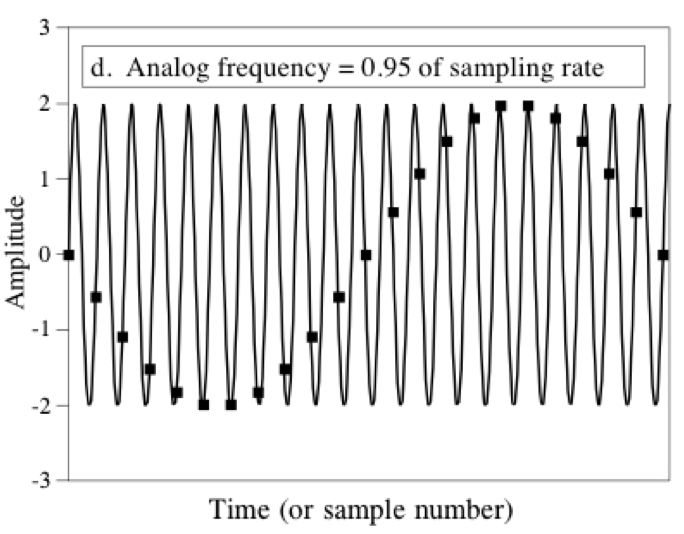 d. Analog frequency = 0.95 of sampling rate
3
2
1
0
-1
-2
-3
Amplitude
Time (or sample number)